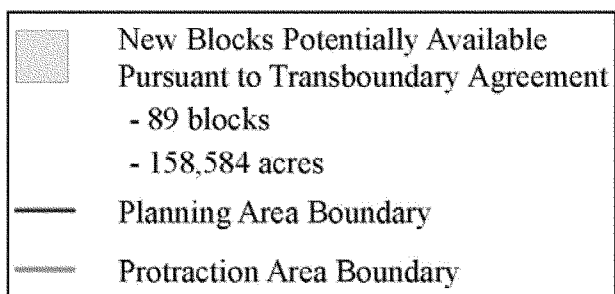 New Blocks Potentially Available
Pursuant to Transboundary Agreement
- 89 blocks
- 158,584 acres
Planning Area Boundary
Protraction Area Boundary